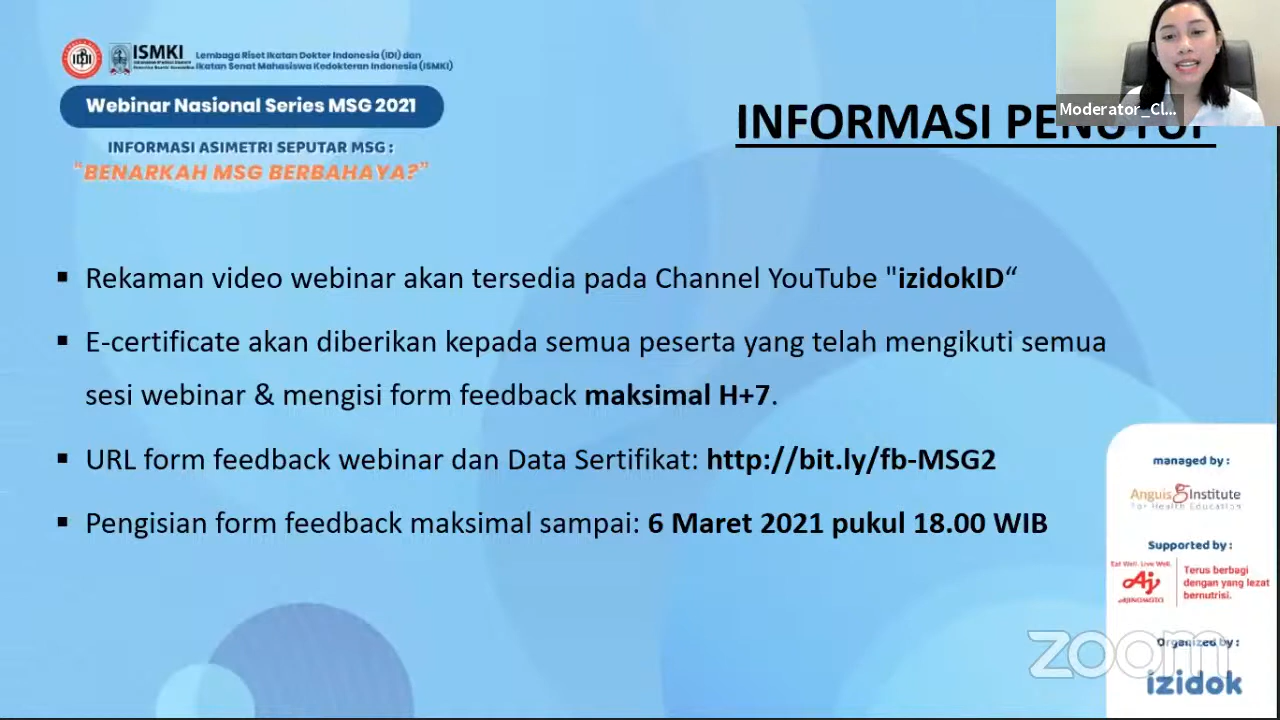 ISMKI
Lembaga Riset Ikatan Dokter Indonesia (IDI) dan
Ikatan Senat Mahasiswa Kedokteran Indonesia (ISMKI)
Webinar Nasional Series MSG 2021
INFORMASI ASIMETRI SEPUTAR MSG :
"BENARKAH MSG BERBAHAYA?"
Moderator_Cl...
INFORMASI PENUTUP
▪ Rekaman video webinar akan tersedia pada Channel YouTube "izidokID“
▪ E-certificate akan diberikan kepada semua peserta yang telah mengikuti semua
sesi webinar & mengisi form feedback maksimal H+7.
▪ URL form feedback webinar dan Data Sertifikat: http://bit.ly/fb-MSG2
▪ Pengisian form feedback maksimal sampai: 6 Maret 2021 pukul 18.00 WIB
managed by :
Anguis Institute
For Health Education
Supported by :
Eat Well. Live Well.
Aj
AJINOMOTO
Terus berbagi
dengan yang lezat
bernutrisi.
Organized by :
zoom
izidok